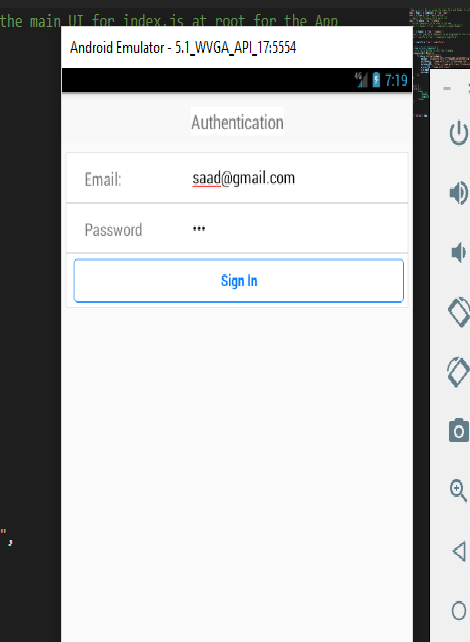 the main UI for index.js at root for the App
Android Emulator - 5.1_WVGA_API_17:5554
4G 7:19
Authentication
Email: saad@gmail.com
Password •••
Sign In
",